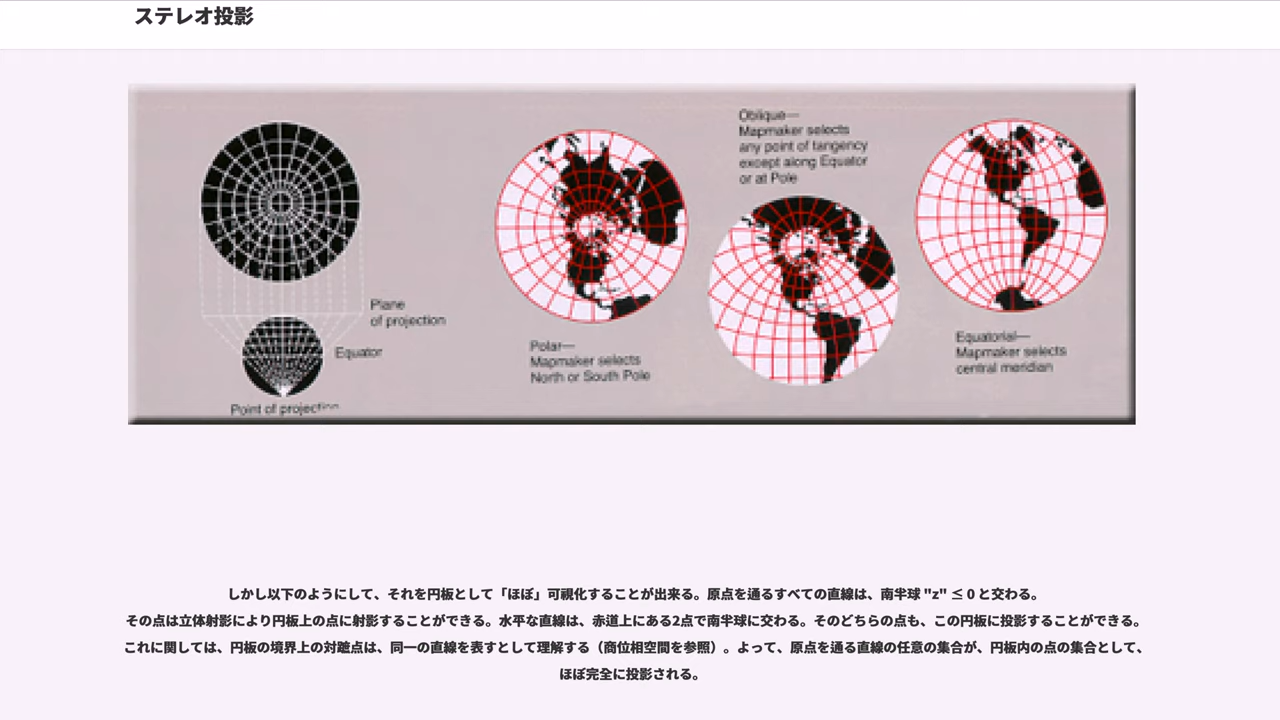 ステレオ投影
Oblique—
Mapmaker selects
any point of tangency
except along Equator
or at Pole
Plane
of projection
Equator
Point of projection
Polar—
Mapmaker selects
North or South Pole
Equatorial—
Mapmaker selects
central meridian
しかし以下のようにして、それを円板として「ほぼ」可視化することが出来る。原点を通るすべての直線は、南半球 "z" ≤ 0 と交わる。
その点は立体射影により円板上の点に射影することができる。水平な直線は、赤道上にある2点で南半球に交わる。そのどちらの点も、この円板に投影することができる。
これに関しては、円板の境界上の対蹠点は、同一の直線を表すとして理解する（商位相空間を参照）。よって、原点を通る直線の任意の集合が、円板内の点の集合として、
ほぼ完全に投影される。